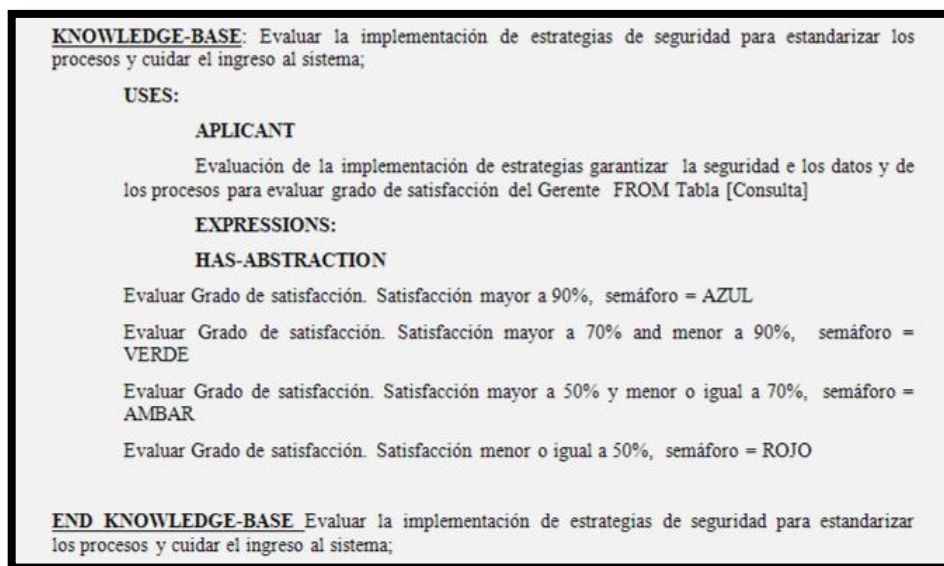 KNOWLEDGE-BASE: Evaluar la implementación de estrategias de seguridad para estandarizar los
procesos y cuidar el ingreso al sistema;
USES:
APLICANT
Evaluación de la implementación de estrategias garantizar la seguridad e los datos y de
los procesos para evaluar grado de satisfacción del Gerente FROM Tabla [Consulta]
EXPRESSIONS:
HAS-ABSTRACTION
Evaluar Grado de satisfacción. Satisfacción mayor a 90%, semáforo = AZUL
Evaluar Grado de satisfacción. Satisfacción mayor a 70% and menor a 90%, semáforo =
VERDE
Evaluar Grado de satisfacción. Satisfacción mayor a 50% y menor o igual a 70%, semáforo =
AMBAR
Evaluar Grado de satisfacción. Satisfacción menor o igual a 50%, semáforo = ROJO
END KNOWLEDGE-BASE Evaluar la implementación de estrategias de seguridad para estandarizar
los procesos y cuidar el ingreso al sistema;